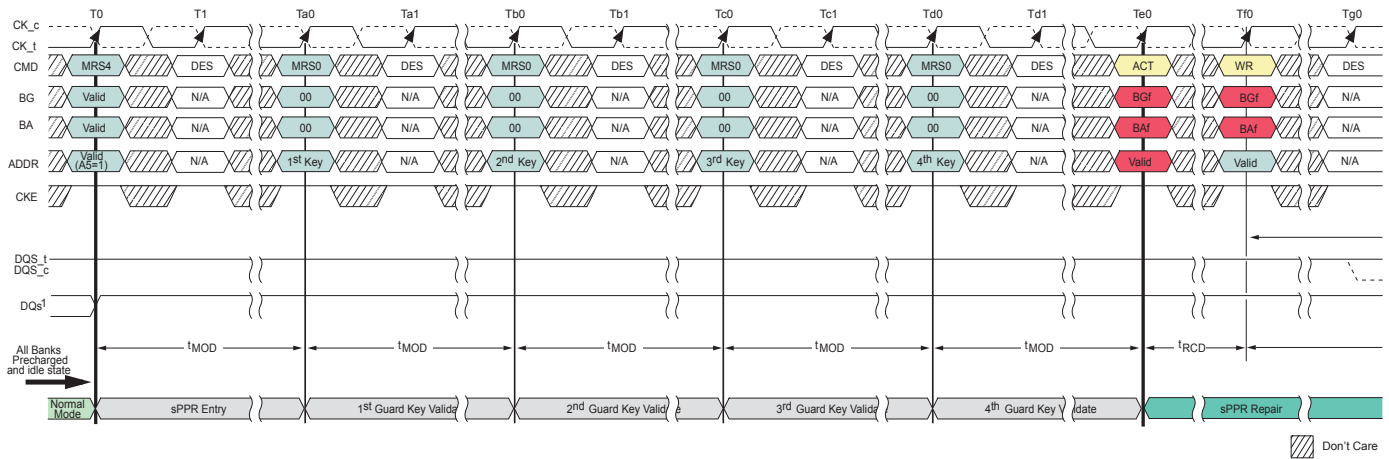 T0 T1 Ta0 Ta1 Tb0 Tb1 Tc0 Tc1 Td0 Td1 Te0 Tf0 Tg0
CK_c
CK_t
CMD MRS4 DES MRS0 DES MRS0 DES MRS0 DES MRS0 DES ACT WR DES
BG Valid N/A 00 N/A 00 N/A 00 N/A 00 N/A BGf BGf N/A
BA Valid N/A 00 N/A 00 N/A 00 N/A 00 N/A BAf BAf N/A
ADDR Valid (A5=1) N/A 1st Key N/A 2nd Key N/A 3rd Key N/A 4th Key N/A Valid Valid N/A
CKE
DQS_t
DQS_c
DQs1
tMOD tMOD tMOD tMOD tMOD tRCD
All Banks
Precharged
and idle state
Normal Mode sPPR Entry 1st Guard Key Valida 2nd Guard Key Valid e 3rd Guard Key Valida 4th Guard Key V idate sPPR Repair
Don't Care